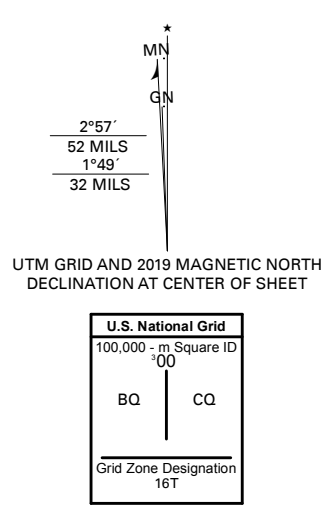 ★
MN
GN
2°57´
52 MILS
1°49´
32 MILS
UTM GRID AND 2019 MAGNETIC NORTH
DECLINATION AT CENTER OF SHEET
U.S. National Grid
100,000 - m Square ID
³00
BQ CQ
Grid Zone Designation
16T